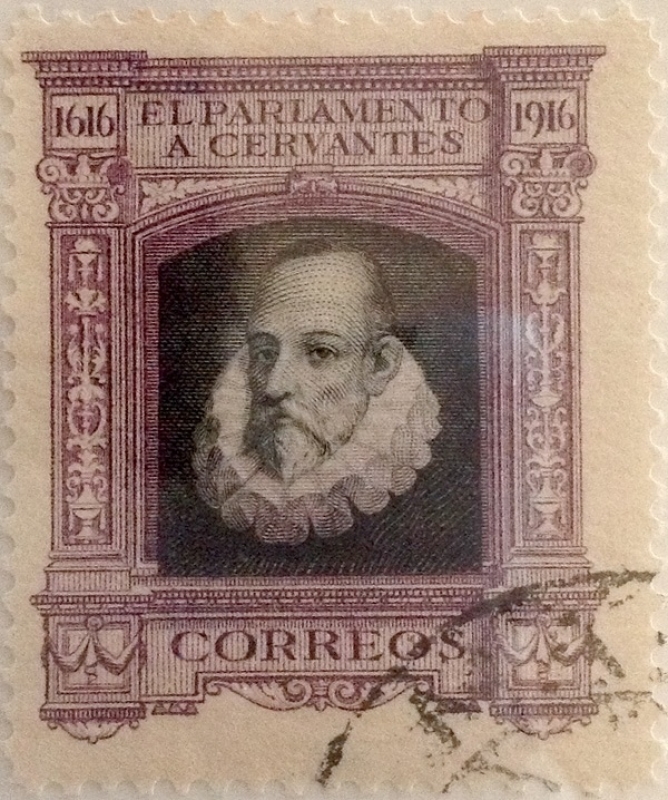 1616 EL PARLAMENTO 1916
A CERVANTES
CORREOS